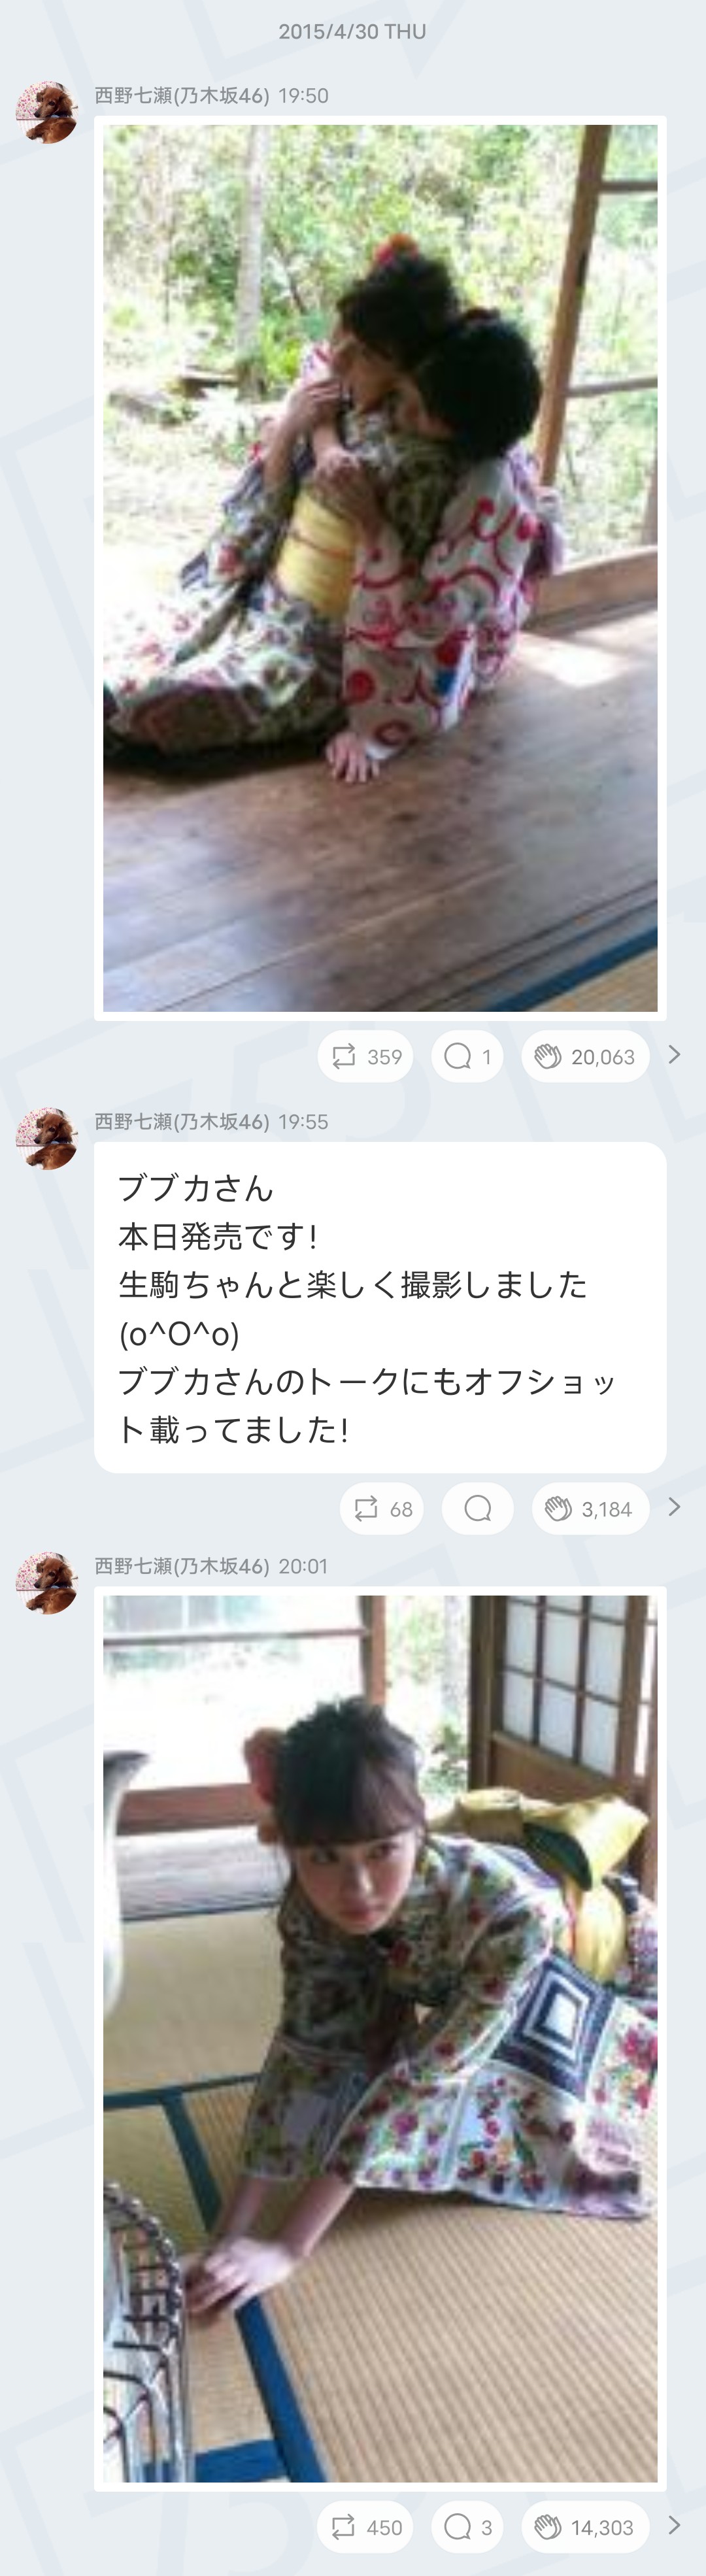 2015/4/30 THU
西野七瀬(乃木坂46) 19:50
359
1
20,063
西野七瀬(乃木坂46) 19:55
ブブカさん
本日発売です!
生駒ちゃんと楽しく撮影しました
(o^O^o)
ブブカさんのトークにもオフショッ
ト載ってました!
68
3,184
西野七瀬(乃木坂46) 20:01
450
3
14,303